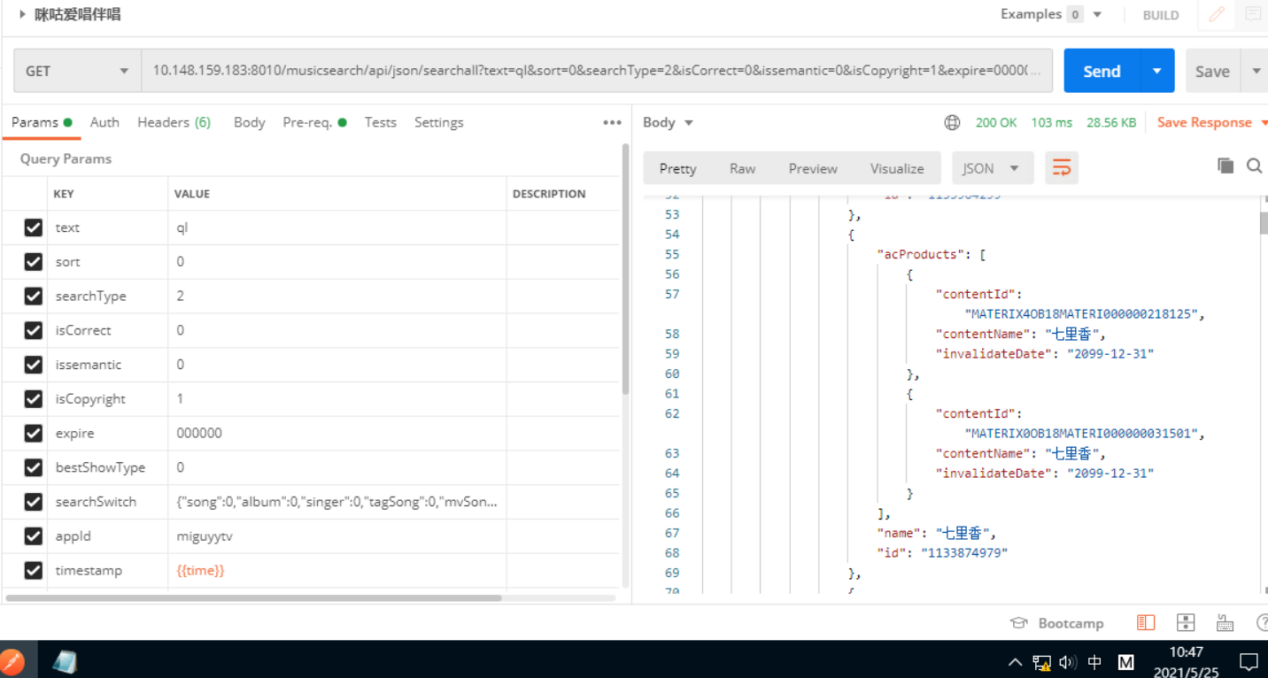 咪咕爱唱伴唱
Examples 0
BUILD
GET
10.148.159.183:8010/musicsearch/api/json/searchall?text=ql&sort=0&searchType=2&isCorrect=0&issemantic=0&isCopyright=1&expire=0000(...
Send
Save
Params
Auth
Headers (6)
Body
Pre-req.
Tests
Settings
Query Params
KEY VALUE DESCRIPTION
text ql
sort 0
searchType 2
isCorrect 0
issemantic 0
isCopyright 1
expire 000000
bestShowType 0
searchSwitch {"song":0,"album":0,"singer":0,"tagSong":0,"mvSon...
appId miguyytv
timestamp {{time}}
Body
200 OK 103 ms 28.56 KB Save Response
Pretty Raw Preview Visualize JSON
53 },
54 {
55 "acProducts": [
56 {
57 "contentId":
"MATERIX4OB18MATERI000000218125",
58 "contentName": "七里香",
59 "invalidateDate": "2099-12-31"
60 },
61 {
62 "contentId":
"MATERIX0OB18MATERI000000031501",
63 "contentName": "七里香",
64 "invalidateDate": "2099-12-31"
65 }
66 ],
67 "name": "七里香",
68 "id": "1133874979"
69 },
70 {
Bootcamp
中
M
10:47
2021/5/25